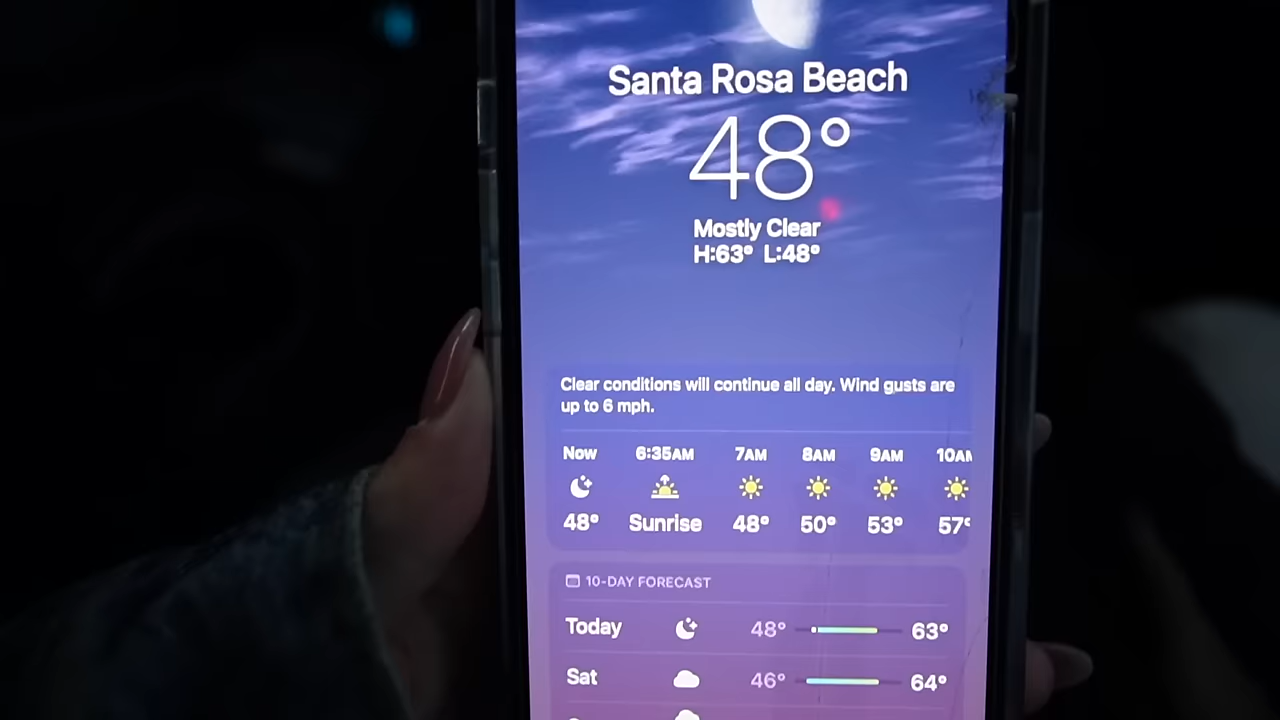 Santa Rosa Beach
48°
Mostly Clear
H:63° L:48°
Clear conditions will continue all day. Wind gusts are
up to 6 mph.
Now 6:35AM 7AM 8AM 9AM 10AM
48° Sunrise 48° 50° 53° 57°
10-DAY FORECAST
Today 48° 63°
Sat 46° 64°